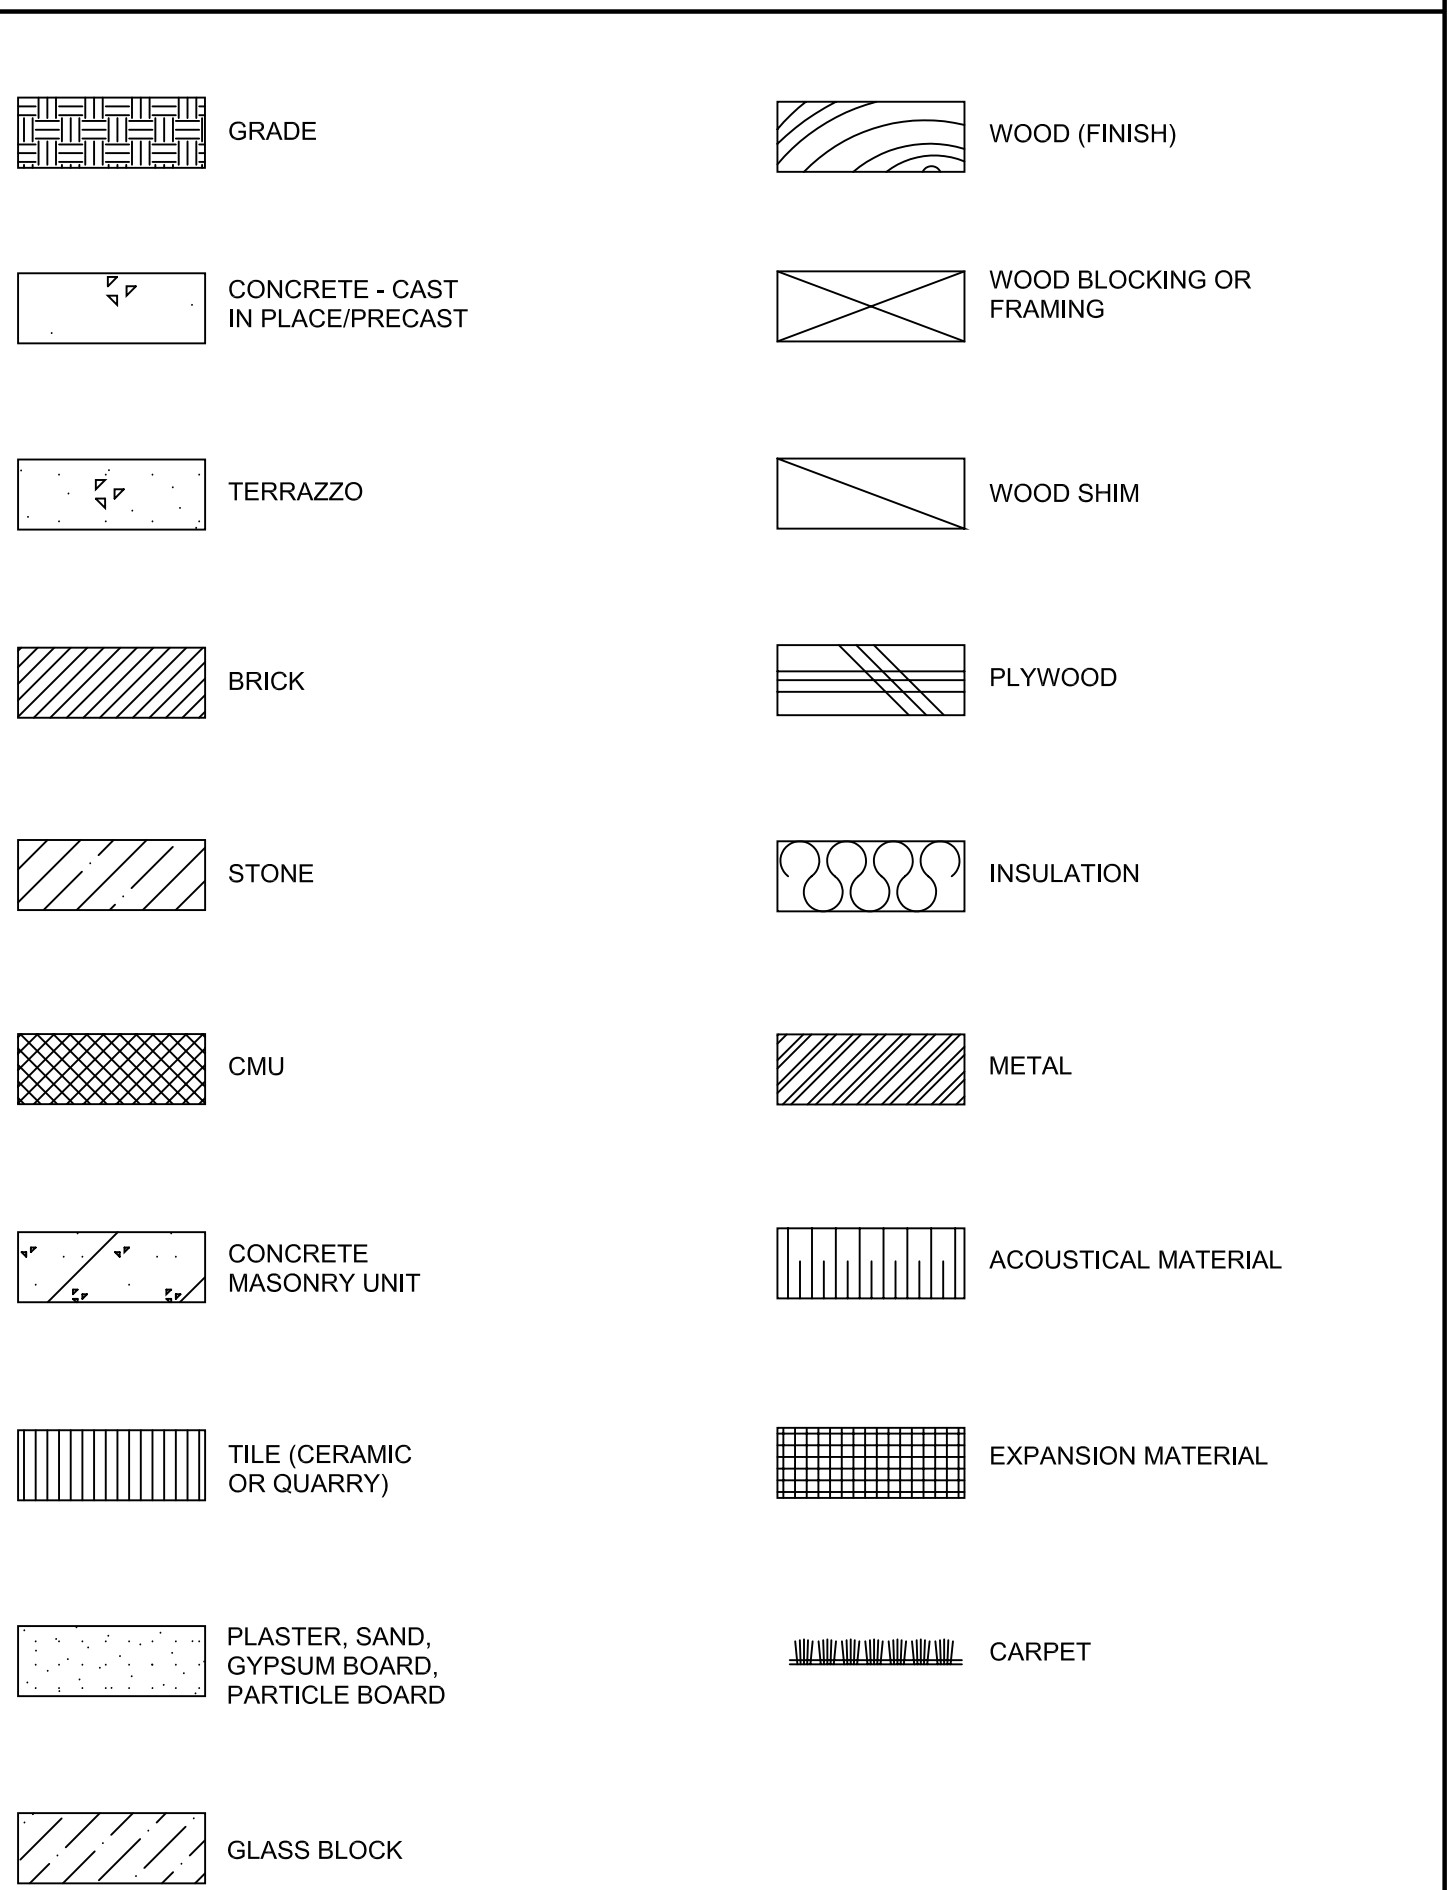 GRADE
CONCRETE - CAST
IN PLACE/PRECAST
TERRAZZO
BRICK
STONE
CMU
CONCRETE
MASONRY UNIT
TILE (CERAMIC
OR QUARRY)
PLASTER, SAND,
GYPSUM BOARD,
PARTICLE BOARD
GLASS BLOCK
WOOD (FINISH)
WOOD BLOCKING OR
FRAMING
WOOD SHIM
PLYWOOD
INSULATION
METAL
ACOUSTICAL MATERIAL
EXPANSION MATERIAL
CARPET